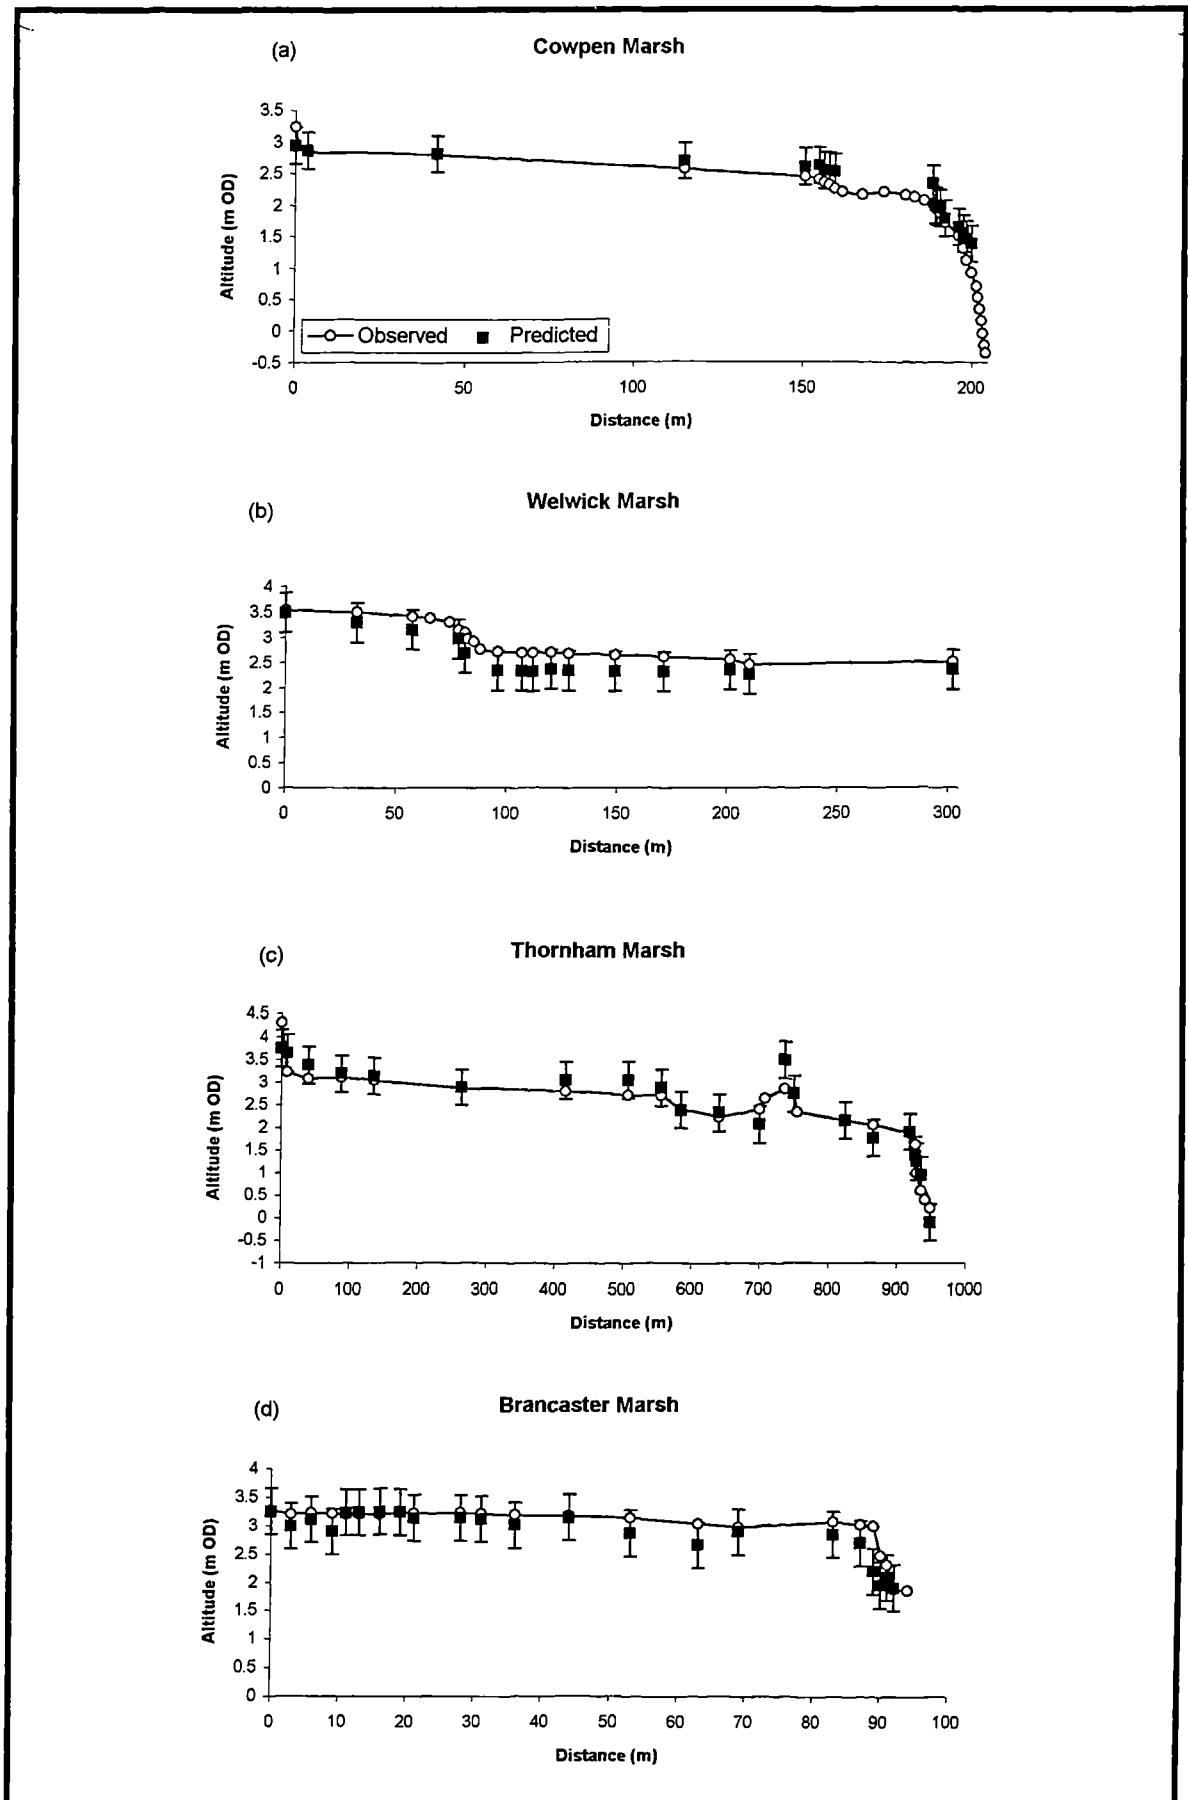 (a)
Cowpen Marsh
3.5
3
2.5
2
1.5
1
0.5
0
-0.5
Altitude (m OD)
Observed Predicted
0 50 100 150 200
Distance (m)
(b)
Welwick Marsh
4
3.5
3
2.5
2
1.5
1
0.5
0
Altitude (m OD)
0 50 100 150 200 250 300
Distance (m)
(c)
Thornham Marsh
4.5
4
3.5
3
2.5
2
1.5
1
0.5
0
-0.5
-1
Altitude (m OD)
0 100 200 300 400 500 600 700 800 900 1000
Distance (m)
(d)
Brancaster Marsh
4
3.5
3
2.5
2
1.5
1
0.5
0
Altitude (m OD)
0 10 20 30 40 50 60 70 80 90 100
Distance (m)